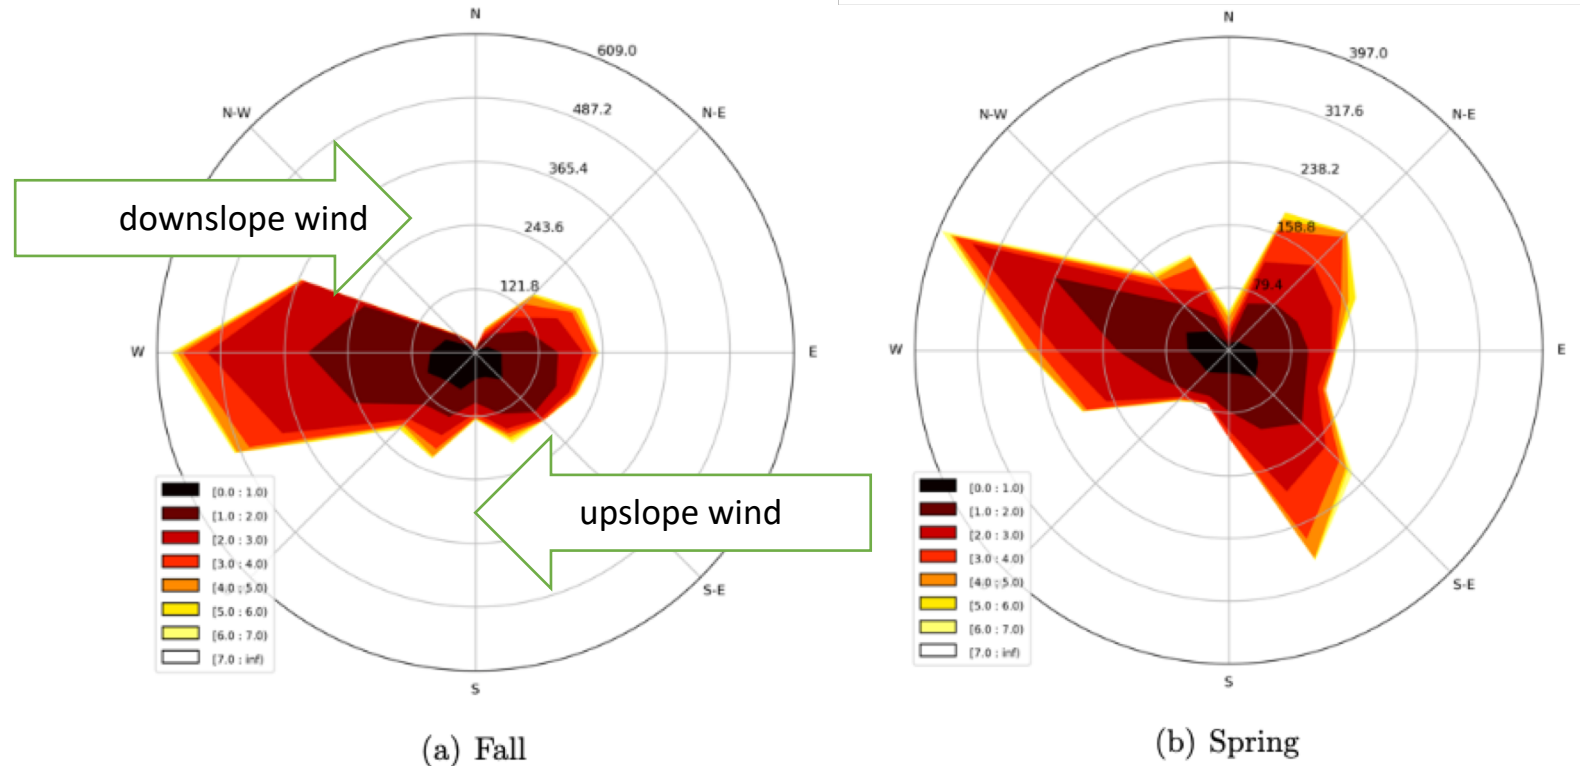 N
609.0
487.2
365.4
243.6
121.8
N-W
N-E
W
E
S-E
S
downslope wind
upslope wind
[0.0 : 1.0)
[1.0 : 2.0)
[2.0 : 3.0)
[3.0 : 4.0)
[4.0 : 5.0)
[5.0 : 6.0)
[6.0 : 7.0)
[7.0 : inf)
(a) Fall
N
397.0
317.6
238.2
158.8
79.4
N-W
N-E
W
E
S-E
S
[0.0 : 1.0)
[1.0 : 2.0)
[2.0 : 3.0)
[3.0 : 4.0)
[4.0 : 5.0)
[5.0 : 6.0)
[6.0 : 7.0)
[7.0 : inf)
(b) Spring